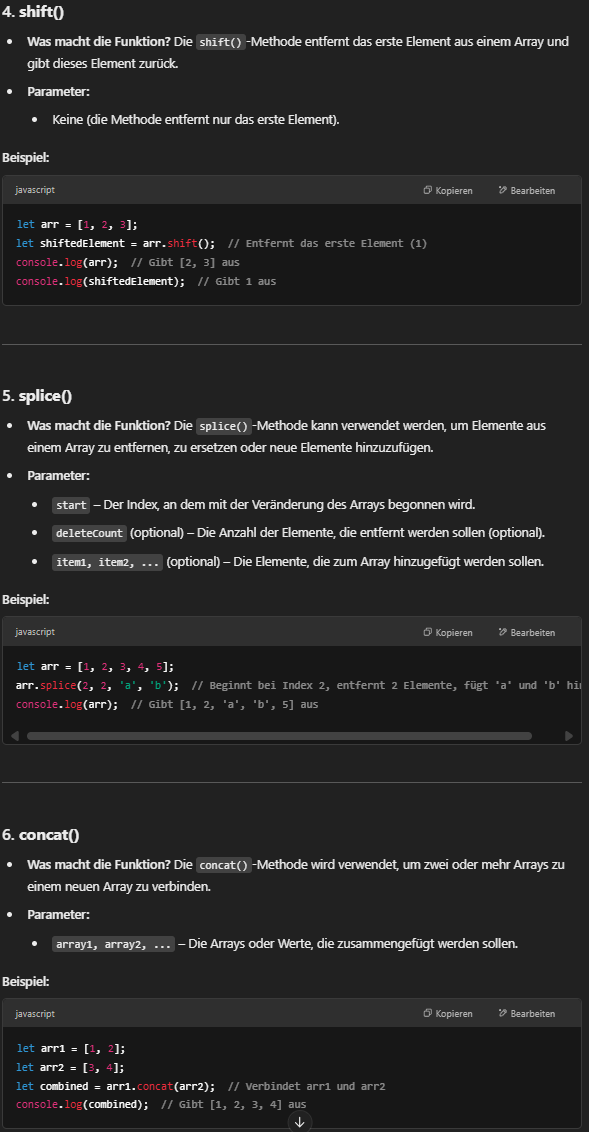 4. shift()
• Was macht die Funktion? Die shift()-Methode entfernt das erste Element aus einem Array und
gibt dieses Element zurück.
• Parameter:
• Keine (die Methode entfernt nur das erste Element).
Beispiel:
javascript Kopieren Bearbeiten
let arr = [1, 2, 3];
let shiftedElement = arr.shift();  // Entfernt das erste Element (1)
console.log(arr);  // Gibt [2, 3] aus
console.log(shiftedElement);  // Gibt 1 aus
5. splice()
• Was macht die Funktion? Die splice()-Methode kann verwendet werden, um Elemente aus
einem Array zu entfernen, zu ersetzen oder neue Elemente hinzuzufügen.
• Parameter:
• start – Der Index, an dem mit der Veränderung des Arrays begonnen wird.
• deleteCount (optional) – Die Anzahl der Elemente, die entfernt werden sollen (optional).
• item1, item2, ... (optional) – Die Elemente, die zum Array hinzugefügt werden sollen.
Beispiel:
javascript Kopieren Bearbeiten
let arr = [1, 2, 3, 4, 5];
arr.splice(2, 2, 'a', 'b');  // Beginnt bei Index 2, entfernt 2 Elemente, fügt 'a' und 'b' hin
console.log(arr);  // Gibt [1, 2, 'a', 'b', 5] aus
6. concat()
• Was macht die Funktion? Die concat()-Methode wird verwendet, um zwei oder mehr Arrays zu
einem neuen Array zu verbinden.
• Parameter:
• array1, array2, ... – Die Arrays oder Werte, die zusammengefügt werden sollen.
Beispiel:
javascript Kopieren Bearbeiten
let arr1 = [1, 2];
let arr2 = [3, 4];
let combined = arr1.concat(arr2);  // Verbindet arr1 und arr2
console.log(combined);  // Gibt [1, 2, 3, 4] aus